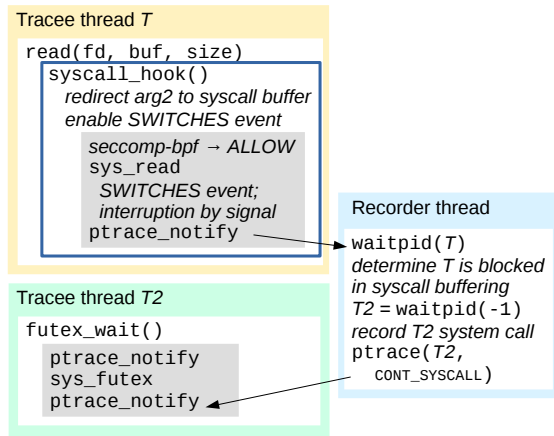 Tracee thread T
read(fd, buf, size)
syscall_hook()
redirect arg2 to syscall buffer
enable SWITCHES event
seccomp-bpf → ALLOW
sys_read
SWITCHES event;
interruption by signal
ptrace_notify
Recorder thread
waitpid(T)
determine T is blocked
in syscall buffering
T2 = waitpid(-1)
record T2 system call
ptrace(T2,
CONT_SYSCALL)
Tracee thread T2
futex_wait()
ptrace_notify
sys_futex
ptrace_notify